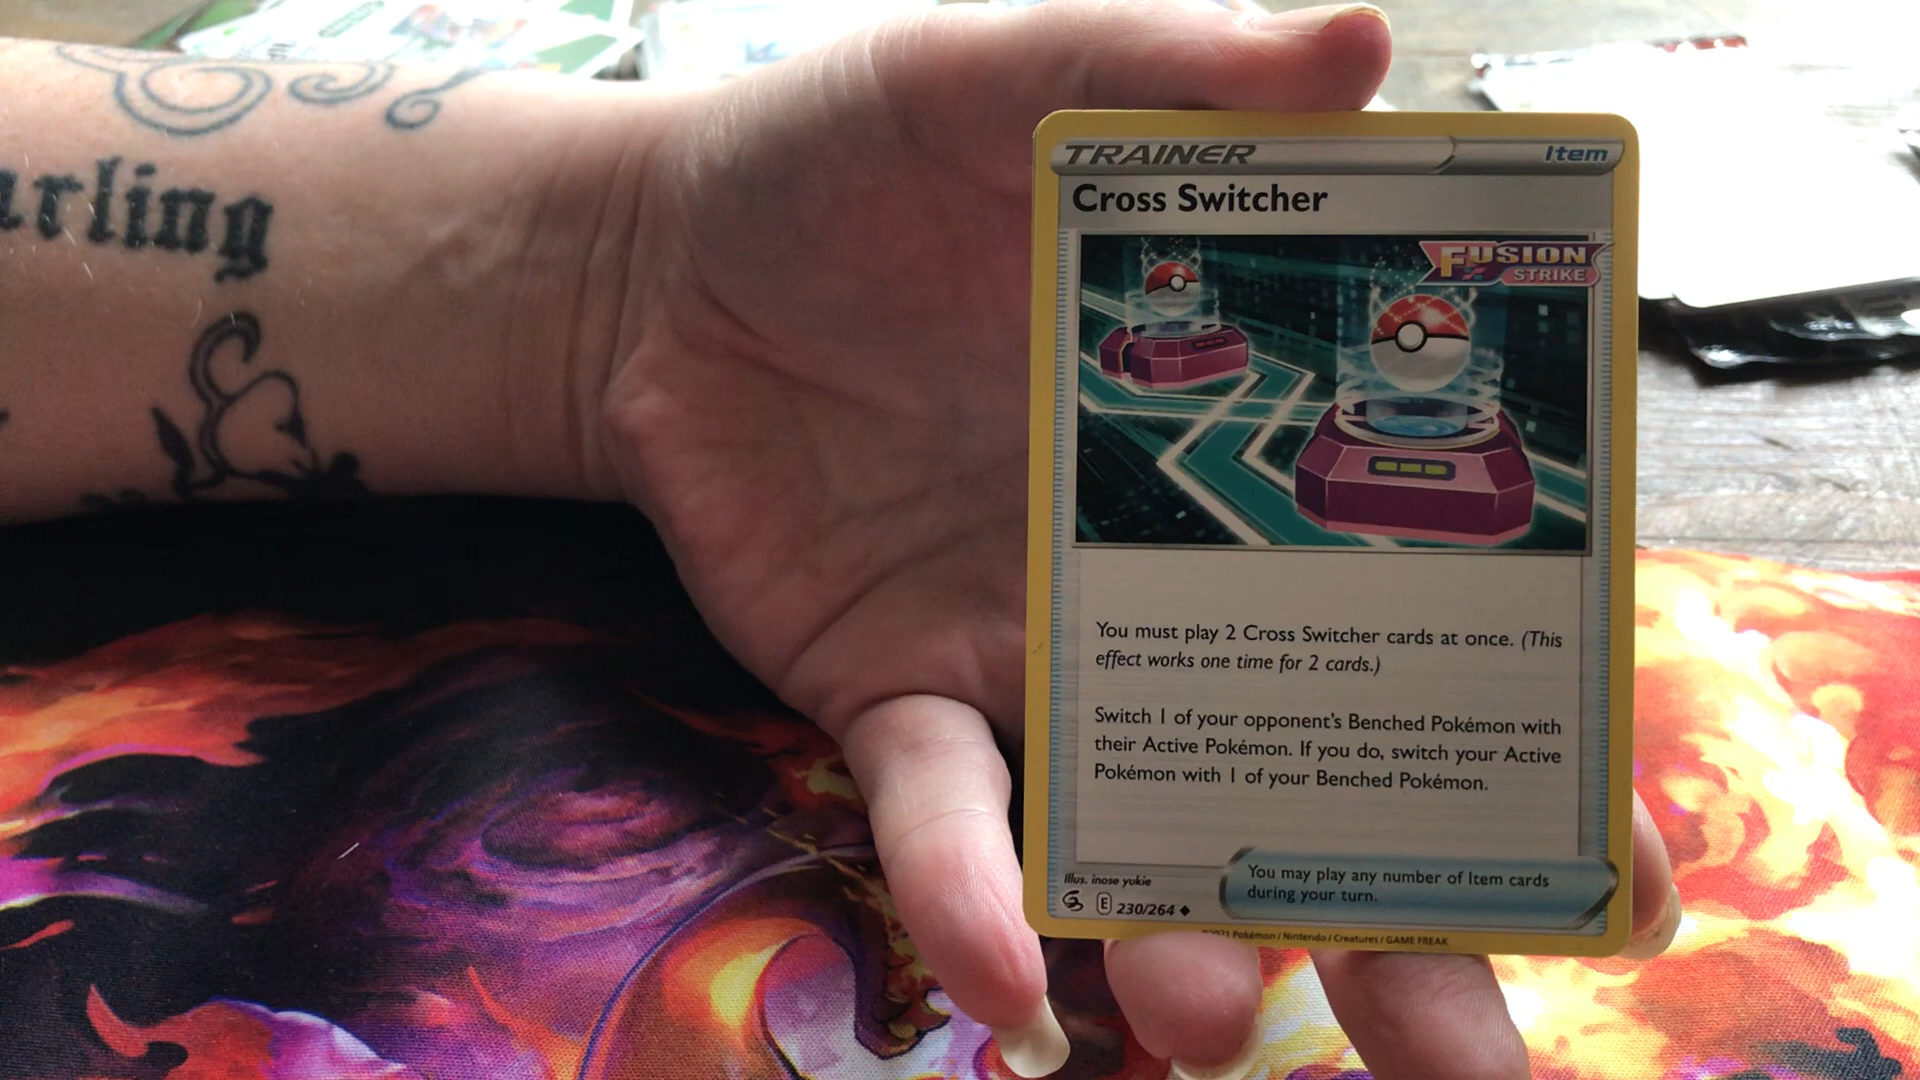 arling
TRAINER
Item
Cross Switcher
FUSION
STRIKE
You must play 2 Cross Switcher cards at once. (This
effect works one time for 2 cards.)
Switch 1 of your opponent's Benched Pokémon with
their Active Pokémon. If you do, switch your Active
Pokémon with 1 of your Benched Pokémon.
You may play any number of Item cards
during your turn.
Illus. inose yukie
E 230/264
©2021 Pokémon / Nintendo / Creatures / GAME FREAK